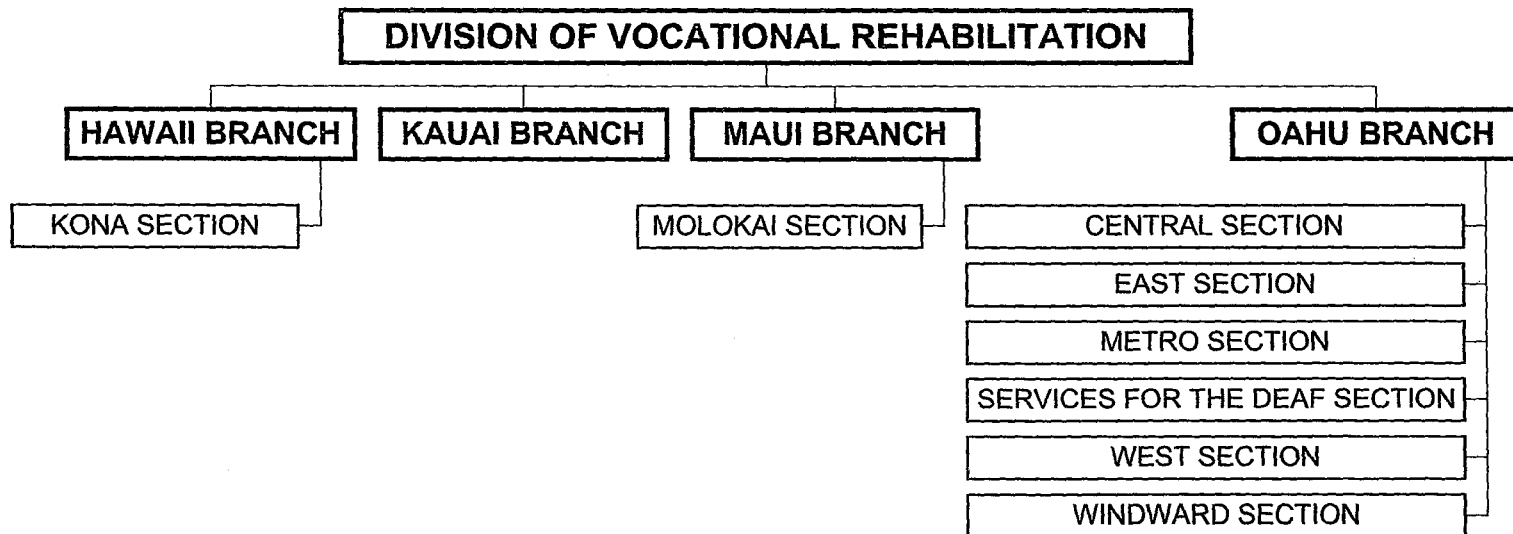 DIVISION OF VOCATIONAL REHABILITATION
HAWAII BRANCH
KAUAI BRANCH
MAUI BRANCH
OAHU BRANCH
KONA SECTION
MOLOKAI SECTION
CENTRAL SECTION
EAST SECTION
METRO SECTION
SERVICES FOR THE DEAF SECTION
WEST SECTION
WINDWARD SECTION